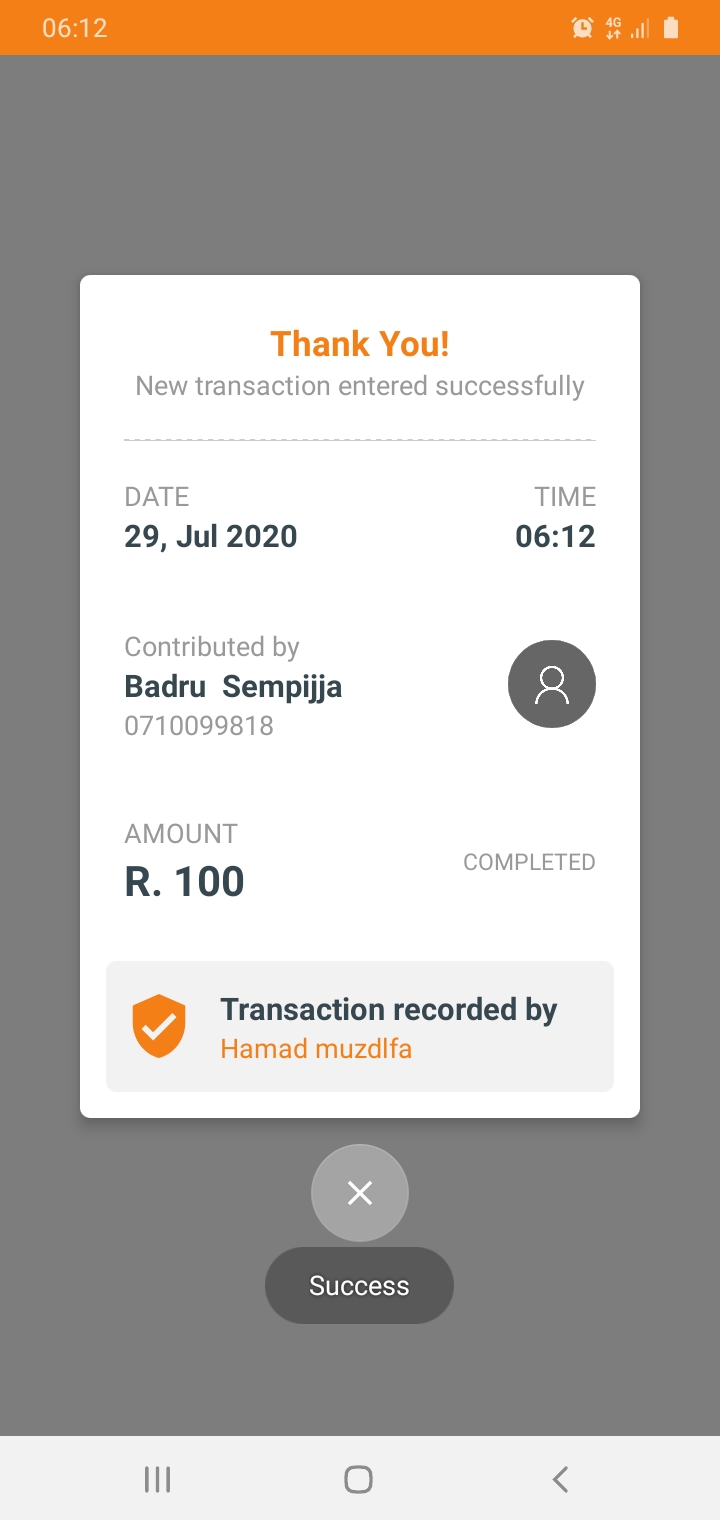 06:12
4G
Thank You!
New transaction entered successfully
DATE
TIME
29, Jul 2020
06:12
Contributed by
Badru  Sempijja
0710099818
AMOUNT
R. 100
COMPLETED
Transaction recorded by
Hamad muzdlfa
Success